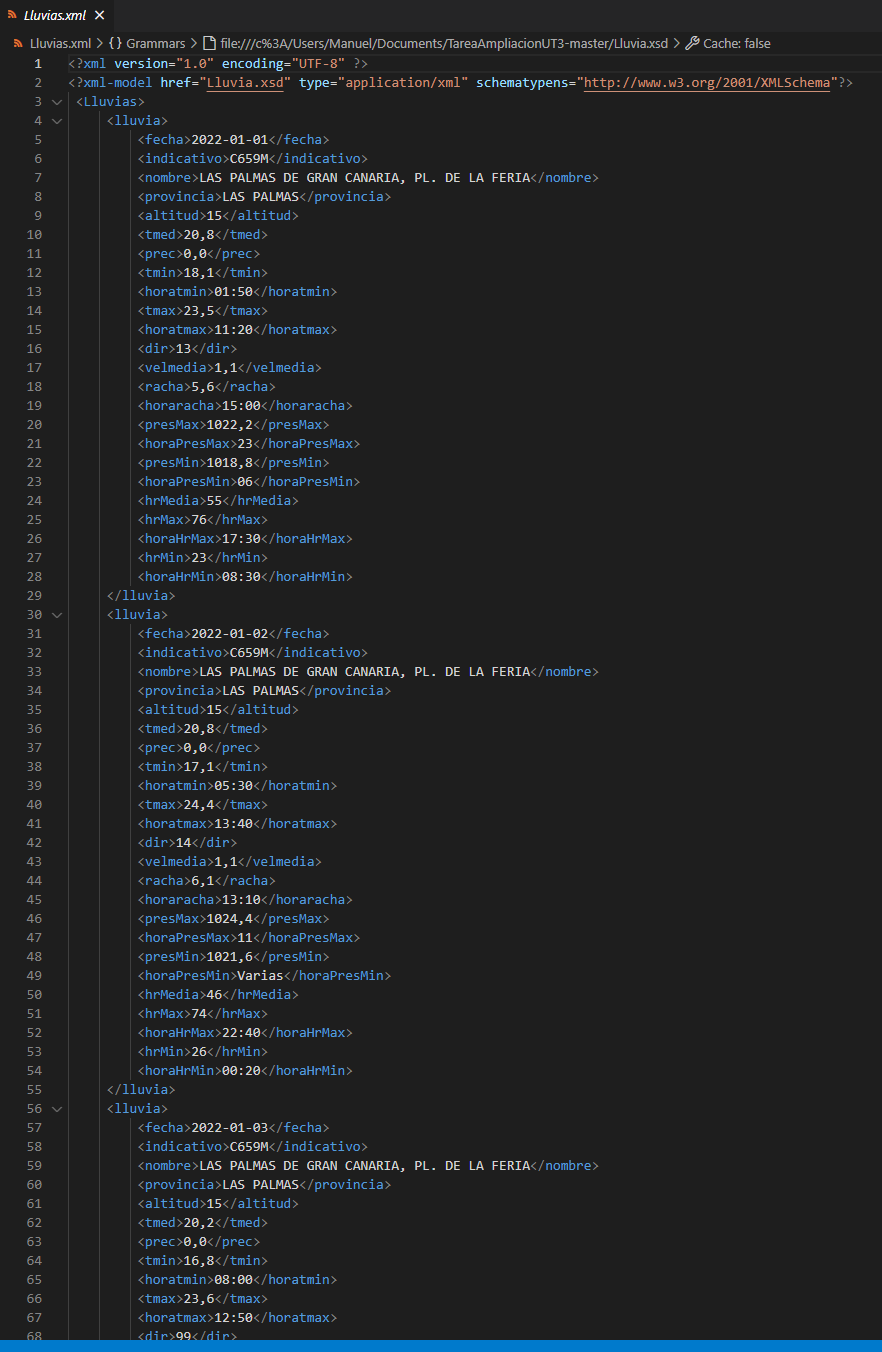 Lluvias.xml
Lluvias.xml > {} Grammars > file:///c%3A/Users/Manuel/Documents/TareaAmpliacionUT3-master/Lluvia.xsd > Cache: false
1 <?xml version="1.0" encoding="UTF-8" ?>
2 <?xml-model href="Lluvia.xsd" type="application/xml" schematypens="http://www.w3.org/2001/XMLSchema"?>
3 <Lluvias>
4 <lluvia>
5 <fecha>2022-01-01</fecha>
6 <indicativo>C659M</indicativo>
7 <nombre>LAS PALMAS DE GRAN CANARIA, PL. DE LA FERIA</nombre>
8 <provincia>LAS PALMAS</provincia>
9 <altitud>15</altitud>
10 <tmed>20,8</tmed>
11 <prec>0,0</prec>
12 <tmin>18,1</tmin>
13 <horatmin>01:50</horatmin>
14 <tmax>23,5</tmax>
15 <horatmax>11:20</horatmax>
16 <dir>13</dir>
17 <velmedia>1,1</velmedia>
18 <racha>5,6</racha>
19 <horaracha>15:00</horaracha>
20 <presMax>1022,2</presMax>
21 <horaPresMax>23</horaPresMax>
22 <presMin>1018,8</presMin>
23 <horaPresMin>06</horaPresMin>
24 <hrMedia>55</hrMedia>
25 <hrMax>76</hrMax>
26 <horaHrMax>17:30</horaHrMax>
27 <hrMin>23</hrMin>
28 <horaHrMin>08:30</horaHrMin>
29 </lluvia>
30 <lluvia>
31 <fecha>2022-01-02</fecha>
32 <indicativo>C659M</indicativo>
33 <nombre>LAS PALMAS DE GRAN CANARIA, PL. DE LA FERIA</nombre>
34 <provincia>LAS PALMAS</provincia>
35 <altitud>15</altitud>
36 <tmed>20,8</tmed>
37 <prec>0,0</prec>
38 <tmin>17,1</tmin>
39 <horatmin>05:30</horatmin>
40 <tmax>24,4</tmax>
41 <horatmax>13:40</horatmax>
42 <dir>14</dir>
43 <velmedia>1,1</velmedia>
44 <racha>6,1</racha>
45 <horaracha>13:10</horaracha>
46 <presMax>1024,4</presMax>
47 <horaPresMax>11</horaPresMax>
48 <presMin>1021,6</presMin>
49 <horaPresMin>Varias</horaPresMin>
50 <hrMedia>46</hrMedia>
51 <hrMax>74</hrMax>
52 <horaHrMax>22:40</horaHrMax>
53 <hrMin>26</hrMin>
54 <horaHrMin>00:20</horaHrMin>
55 </lluvia>
56 <lluvia>
57 <fecha>2022-01-03</fecha>
58 <indicativo>C659M</indicativo>
59 <nombre>LAS PALMAS DE GRAN CANARIA, PL. DE LA FERIA</nombre>
60 <provincia>LAS PALMAS</provincia>
61 <altitud>15</altitud>
62 <tmed>20,2</tmed>
63 <prec>0,0</prec>
64 <tmin>16,8</tmin>
65 <horatmin>08:00</horatmin>
66 <tmax>23,6</tmax>
67 <horatmax>12:50</horatmax>
68 <dir>99</dir>